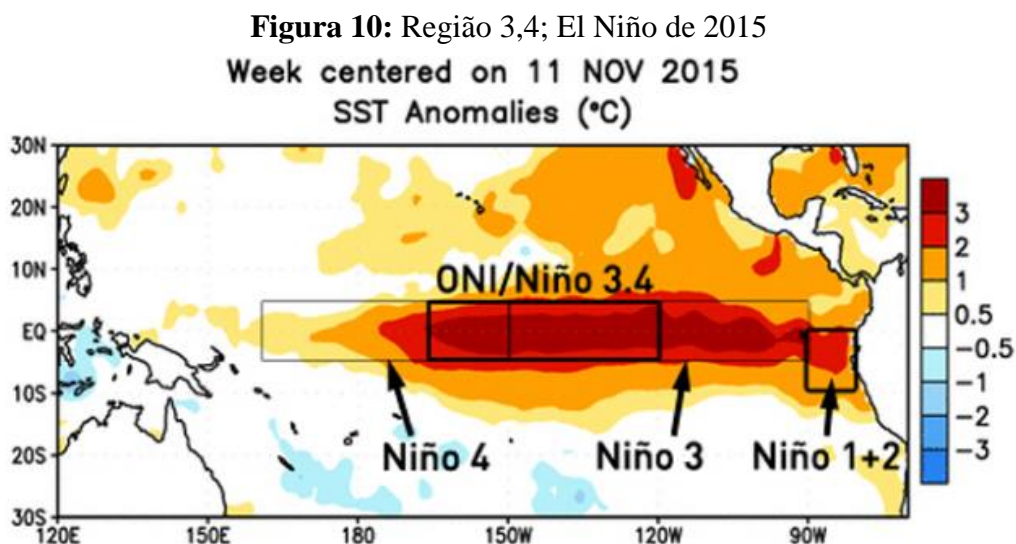 Figura 10: Região 3,4; El Niño de 2015
Week centered on 11 NOV 2015
SST Anomalies (°C)
30N
20N
10N
EQ
10S
20S
30S
ONI/Niño 3.4
Niño 4
Niño 3
Niño 1+2
120E
150E
180
150W
120W
90W
3
2
1
0.5
−0.5
−1
−2
−3